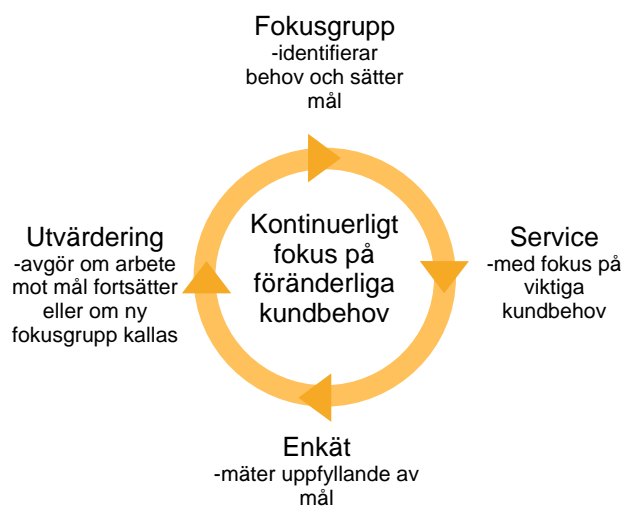 Fokusgrupp
-identifierar
behov och sätter
mål
Kontinuerligt
fokus på
föränderliga
kundbehov
Service
-med fokus på
viktiga
kundbehov
Enkät
-mäter uppfyllande av
mål
Utvärdering
-avgör om arbete
mot mål fortsätter
eller om ny
fokusgrupp kallas